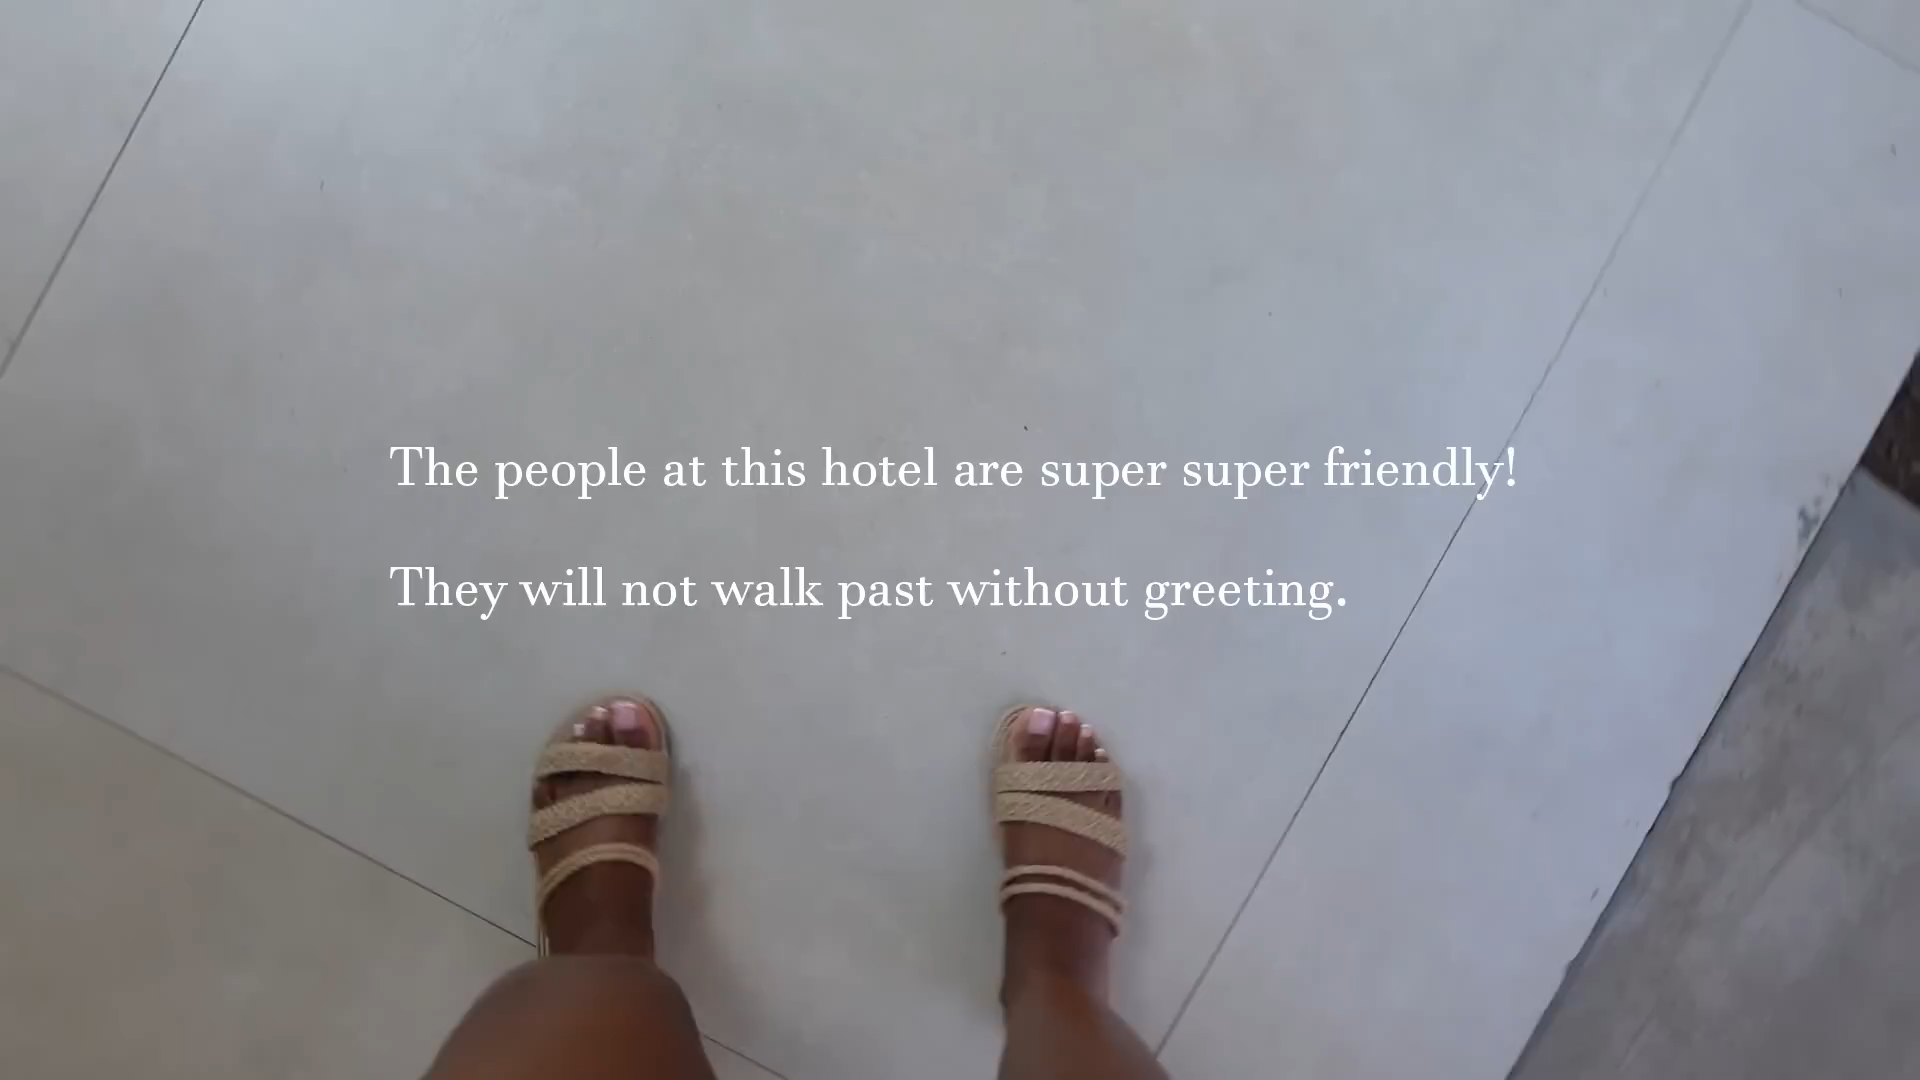 The people at this hotel are super super friendly!
They will not walk past without greeting.